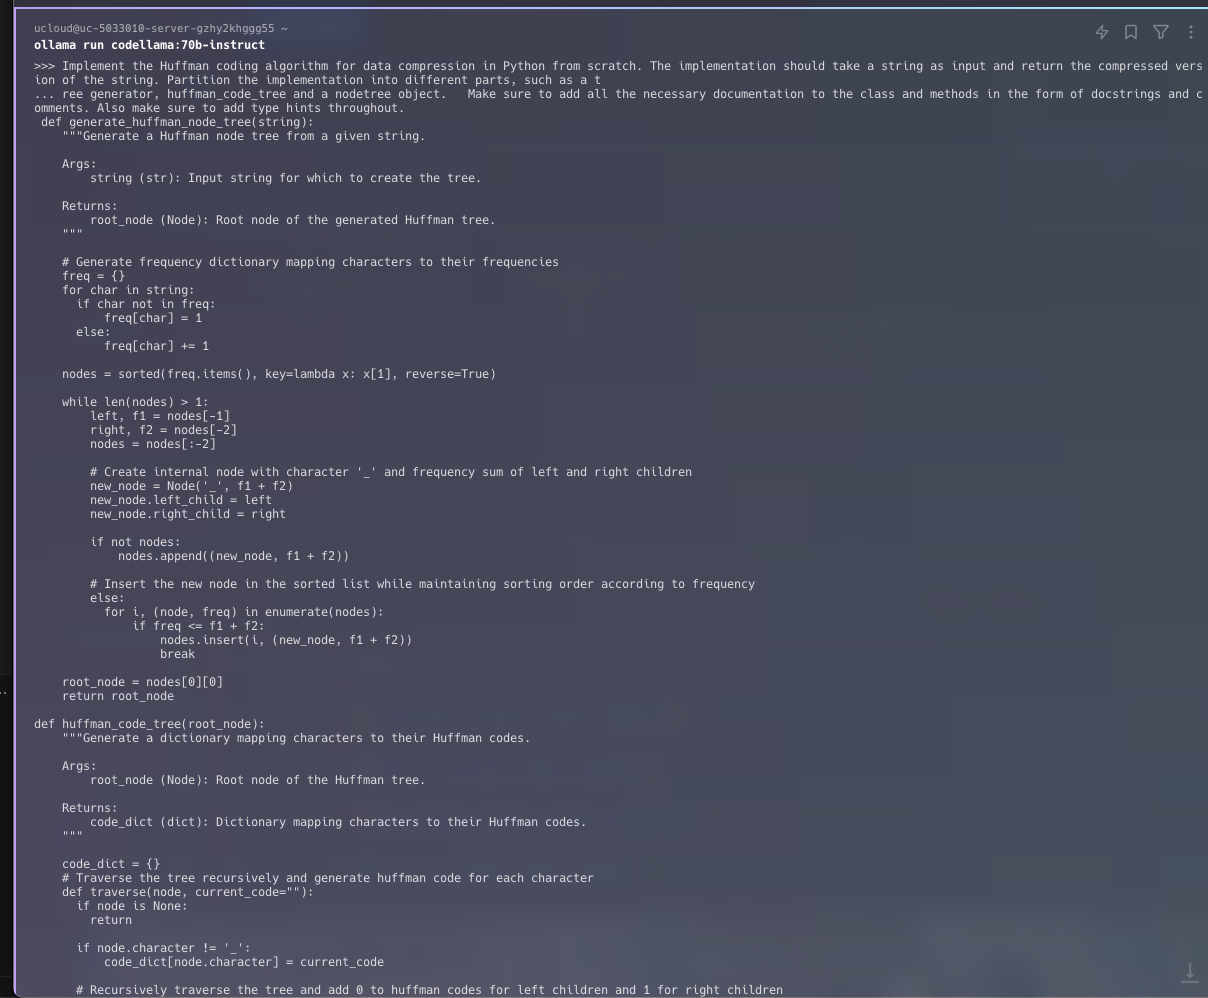 ucloud@uc-5033010-server-gzhy2khggg55 ~
ollama run codellama:70b-instruct
>>> Implement the Huffman coding algorithm for data compression in Python from scratch. The implementation should take a string as input and return the compressed vers
ion of the string. Partition the implementation into different parts, such as a t
... ree generator, huffman_code_tree and a nodetree object.   Make sure to add all the necessary documentation to the class and methods in the form of docstrings and c
omments. Also make sure to add type hints throughout.
 def generate_huffman_node_tree(string):
    """Generate a Huffman node tree from a given string.

    Args:
        string (str): Input string for which to create the tree.

    Returns:
        root_node (Node): Root node of the generated Huffman tree.
    """

    # Generate frequency dictionary mapping characters to their frequencies
    freq = {}
    for char in string:
      if char not in freq:
          freq[char] = 1
      else:
          freq[char] += 1

    nodes = sorted(freq.items(), key=lambda x: x[1], reverse=True)

    while len(nodes) > 1:
        left, f1 = nodes[-1]
        right, f2 = nodes[-2]
        nodes = nodes[:-2]

        # Create internal node with character '_' and frequency sum of left and right children
        new_node = Node('_', f1 + f2)
        new_node.left_child = left
        new_node.right_child = right

        if not nodes:
            nodes.append((new_node, f1 + f2))

        # Insert the new node in the sorted list while maintaining sorting order according to frequency
        else:
          for i, (node, freq) in enumerate(nodes):
              if freq <= f1 + f2:
                  nodes.insert(i, (new_node, f1 + f2))
                  break

    root_node = nodes[0][0]
    return root_node

def huffman_code_tree(root_node):
    """Generate a dictionary mapping characters to their Huffman codes.

    Args:
        root_node (Node): Root node of the Huffman tree.

    Returns:
        code_dict (dict): Dictionary mapping characters to their Huffman codes.
    """

    code_dict = {}
    # Traverse the tree recursively and generate huffman code for each character
    def traverse(node, current_code=""):
      if node is None:
        return

      if node.character != '_':
          code_dict[node.character] = current_code

      # Recursively traverse the tree and add 0 to huffman codes for left children and 1 for right children